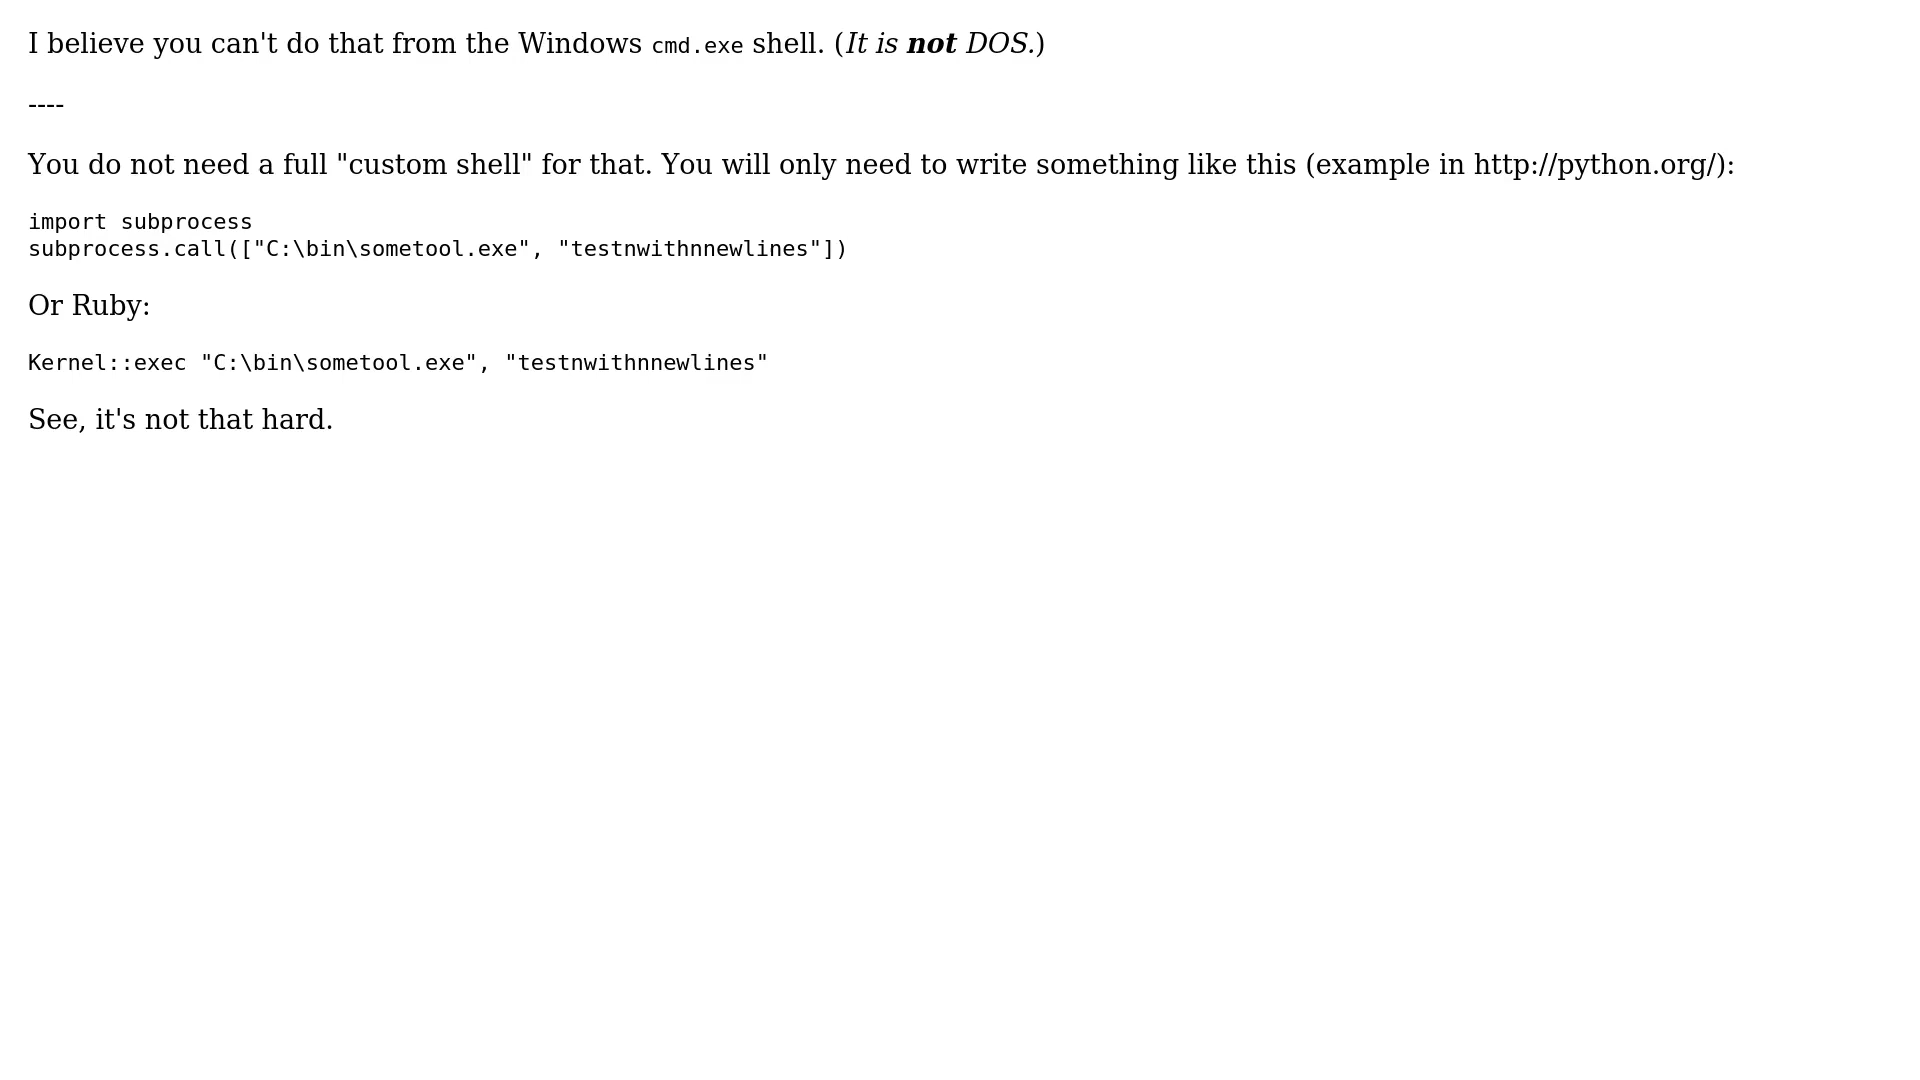 I believe you can't do that from the Windows cmd.exe shell. (It is not DOS.)
----
You do not need a full "custom shell" for that. You will only need to write something like this (example in http://python.org/):
import subprocess
subprocess.call(["C:\bin\sometool.exe", "testnwithnnewlines"])
Or Ruby:
Kernel::exec "C:\bin\sometool.exe", "testnwithnnewlines"
See, it's not that hard.